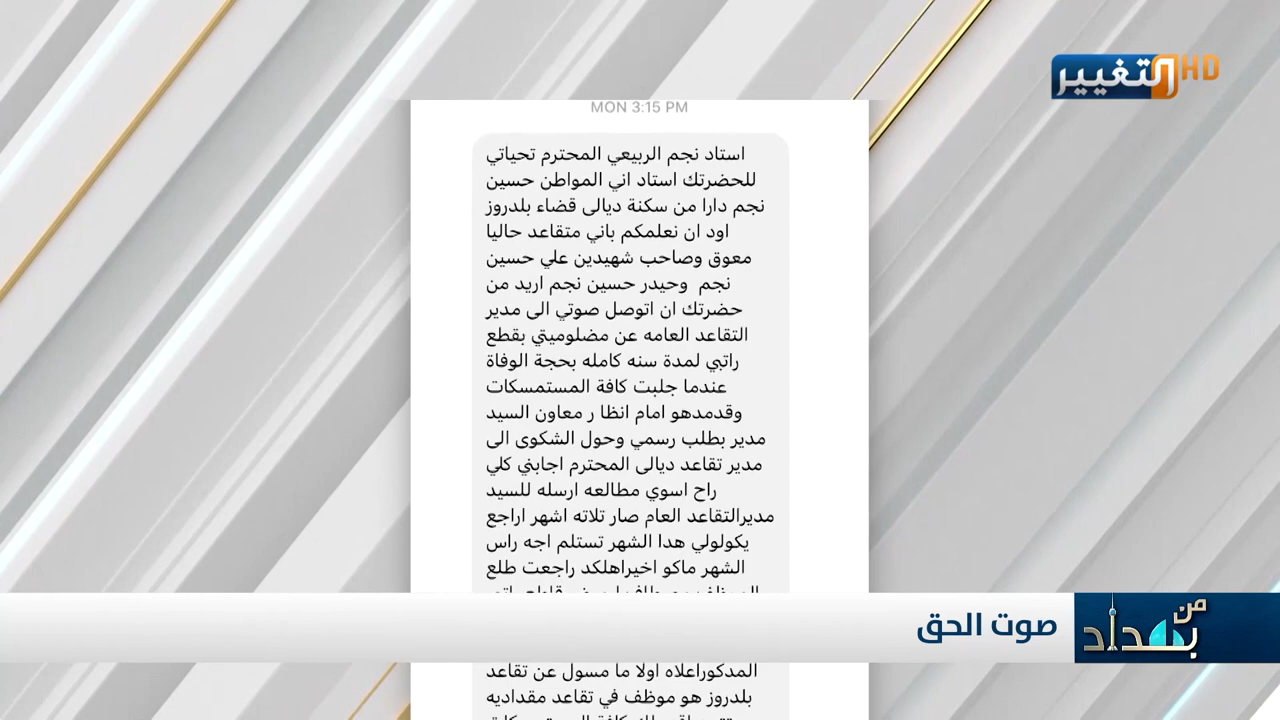 التغيير HD
MON 3:15 PM
استاد نجم الربيعي المحترم تحياتي
للحضرتك استاد اني المواطن حسين
نجم دارا من سكنة ديالى قضاء بلدروز
اود ان نعلمكم باني متقاعد حاليا
معوق وصاحب شهيدين علي حسين
نجم وحيدر حسين نجم اريد من
حضرتك ان اتوصل صوتي الى مدير
التقاعد العامه عن مضلوميتي بقطع
راتبي لمدة سنه كامله بحجة الوفاة
عندما جلبت كافة المستمسكات
وقدمدهو امام انظا ر معاون السيد
مدير بطلب رسمي وحول الشكوى الى
مدير تقاعد ديالى المحترم اجابني كلي
راح اسوي مطالعه ارسله للسيد
مديرالتقاعد العام صار تلاته اشهر اراجع
يكولولي هدا الشهر تستلم اجه راس
الشهر ماكو اخيراهلكد راجعت طلع
صوت الحق
من بغداد
المدكوراعلاه اولا ما مسول عن تقاعد
بلدروز هو موظف في تقاعد مقداديه